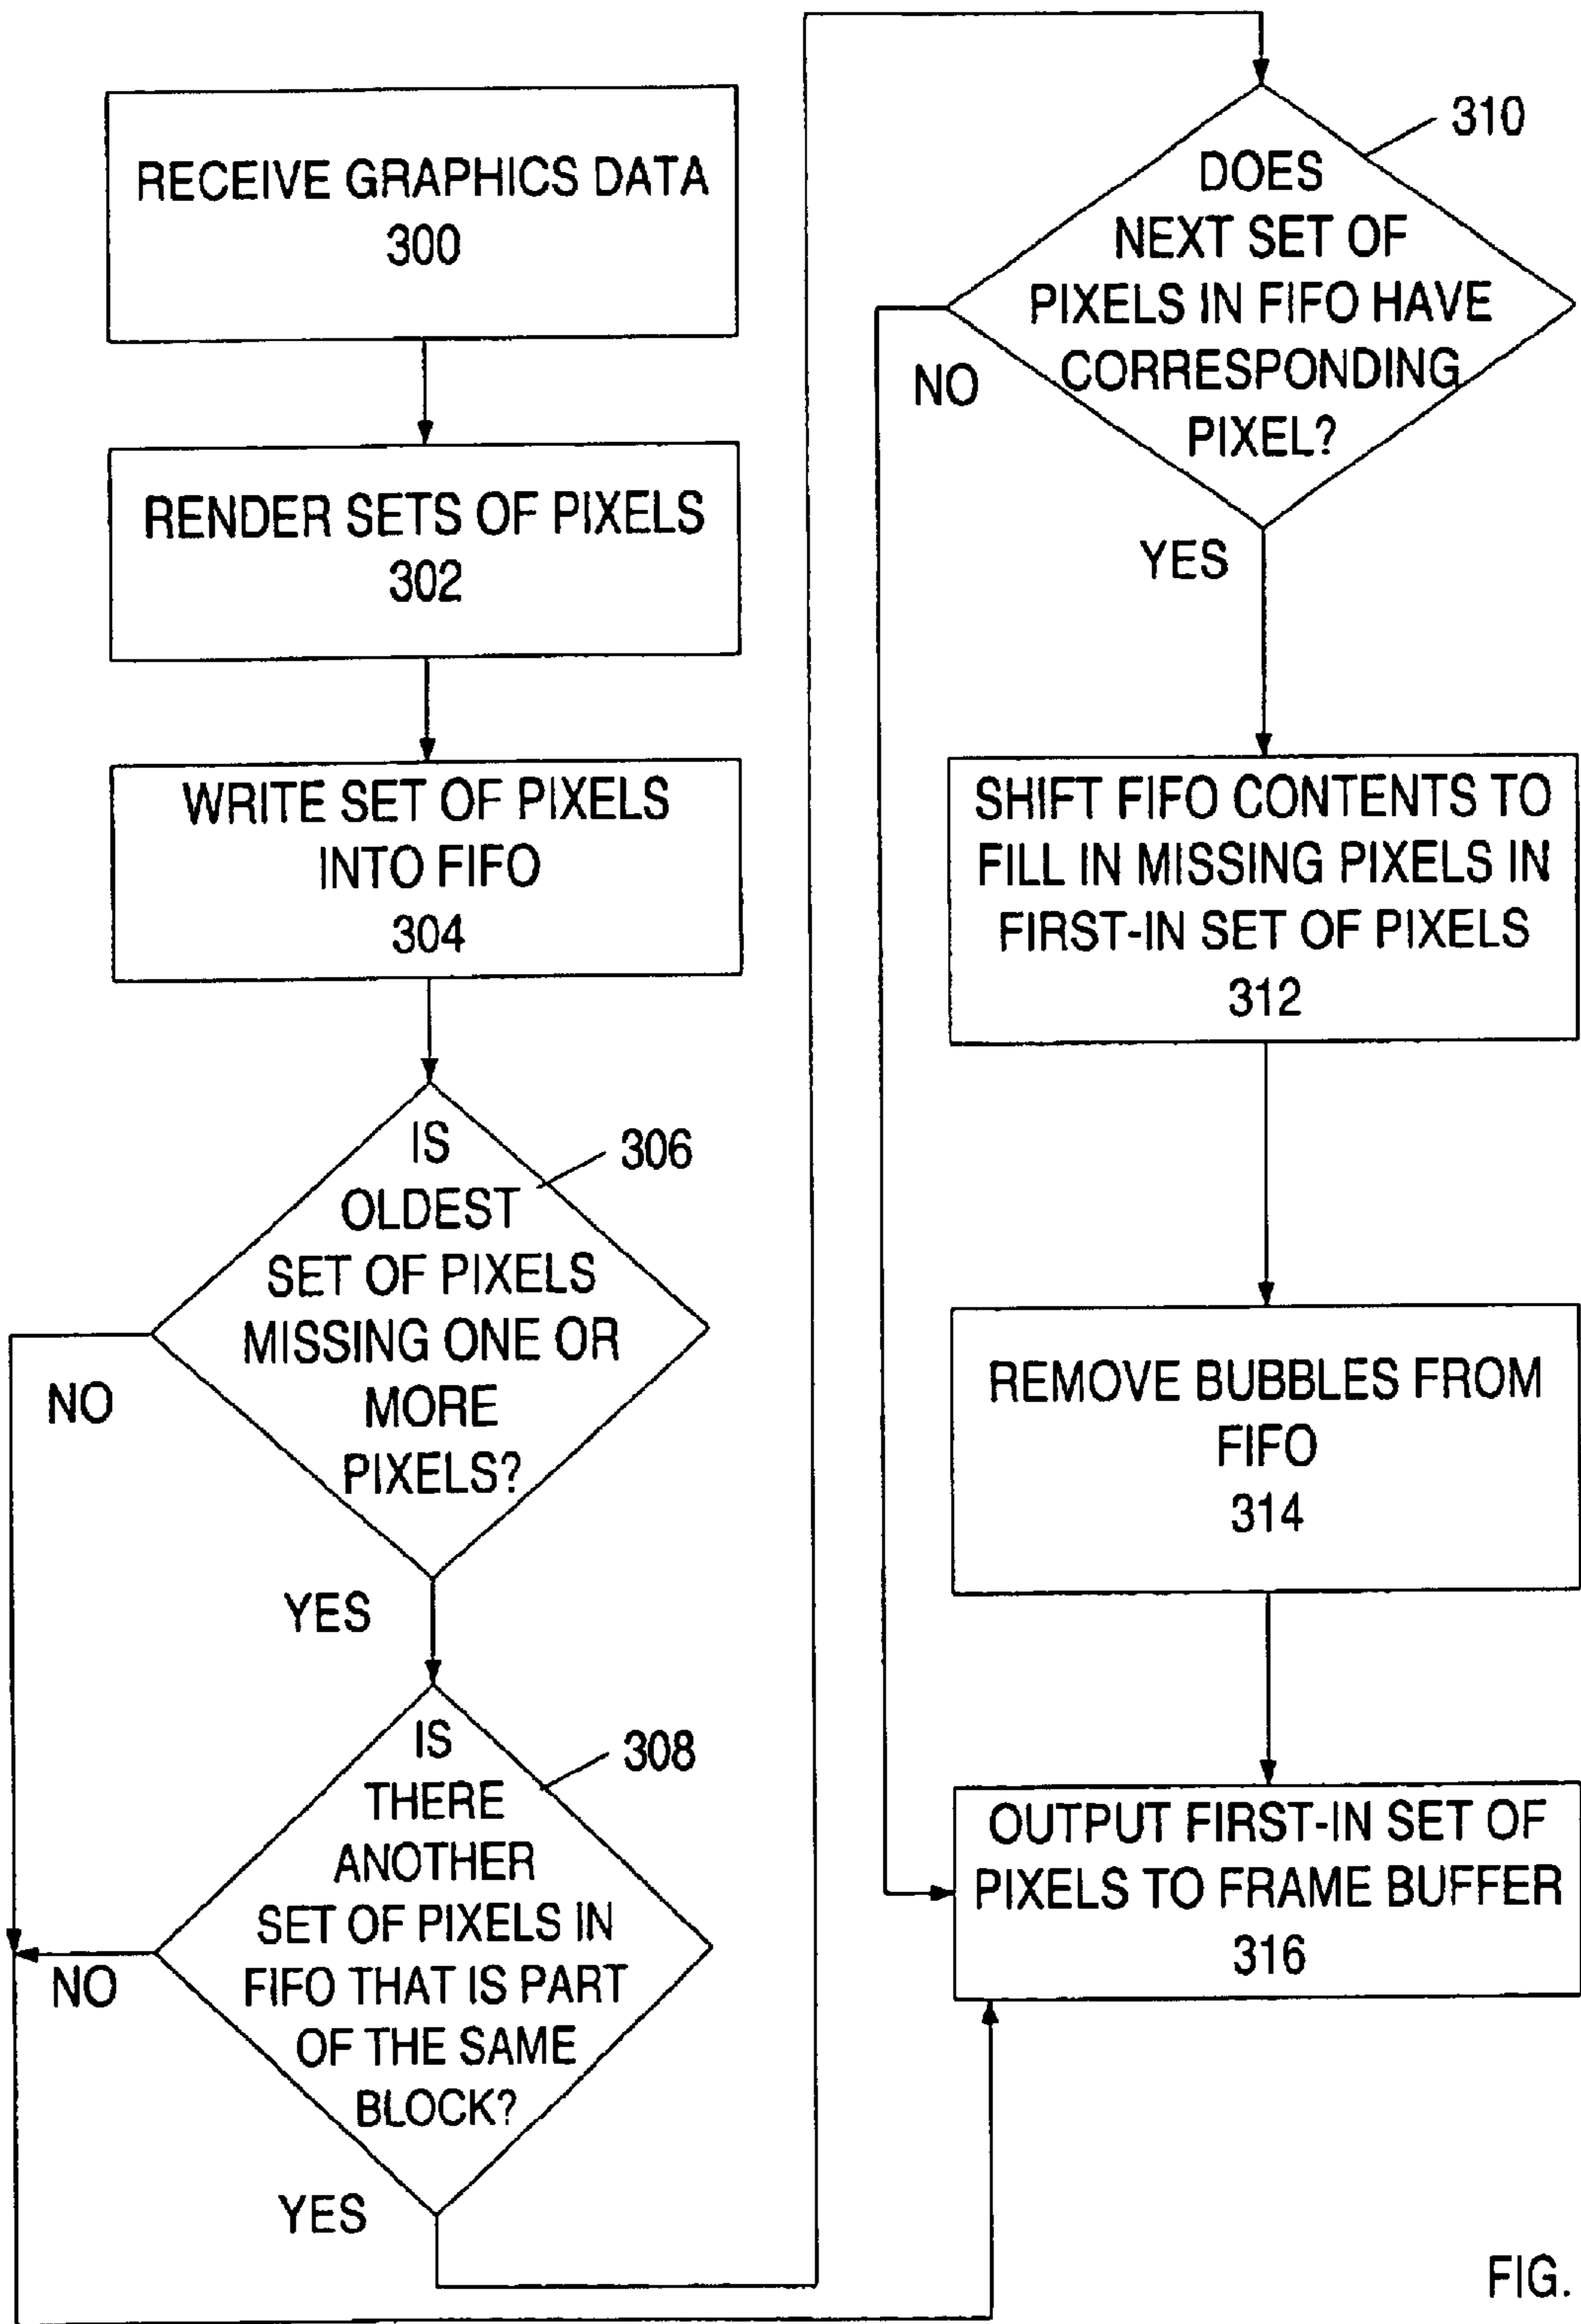 RECEIVE GRAPHICS DATA
300
RENDER SETS OF PIXELS
302
WRITE SET OF PIXELS
INTO FIFO
304
IS
OLDEST
SET OF PIXELS
MISSING ONE OR
MORE
PIXELS?
306
NO
YES
IS
THERE
ANOTHER
SET OF PIXELS IN
FIFO THAT IS PART
OF THE SAME
BLOCK?
308
NO
YES
DOES
NEXT SET OF
PIXELS IN FIFO HAVE
CORRESPONDING
PIXEL?
310
NO
YES
SHIFT FIFO CONTENTS TO
FILL IN MISSING PIXELS IN
FIRST-IN SET OF PIXELS
312
REMOVE BUBBLES FROM
FIFO
314
OUTPUT FIRST-IN SET OF
PIXELS TO FRAME BUFFER
316
FIG.